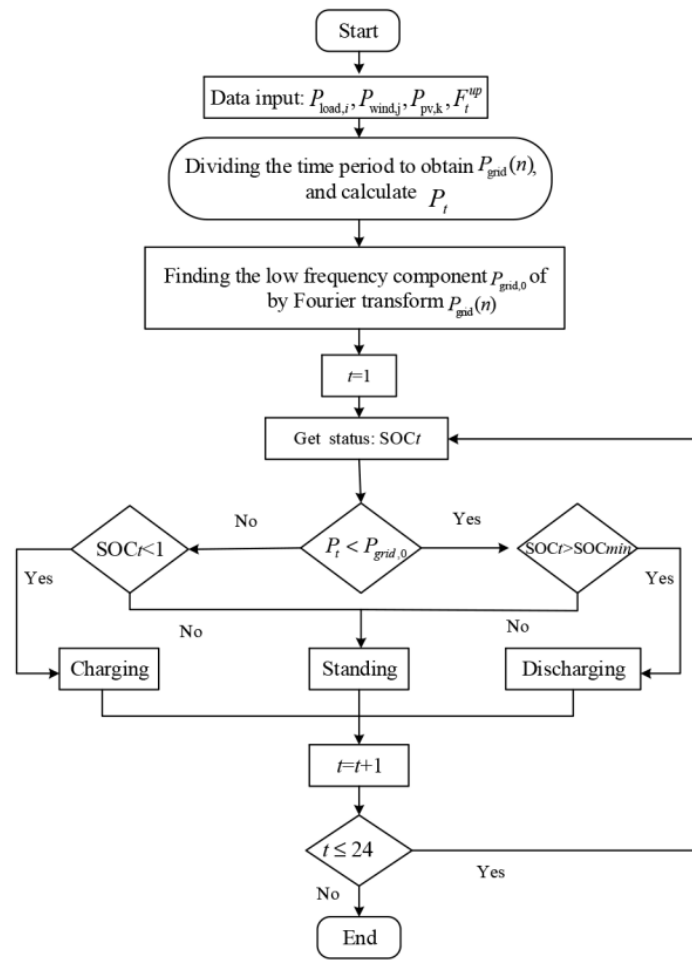 Start
Data input: P_load,i, P_wind,j, P_pv,k, F_t^up
Dividing the time period to obtain P_grid(n),
and calculate P_t
Finding the low frequency component P_grid,0 of
by Fourier transform P_grid(n)
t=1
Get status: SOCt
No
Yes
SOCt<1
P_t < P_grid,0
SOCt>SOCmin
Yes
Yes
No
No
Charging
Standing
Discharging
t=t+1
t ≤ 24
Yes
No
End